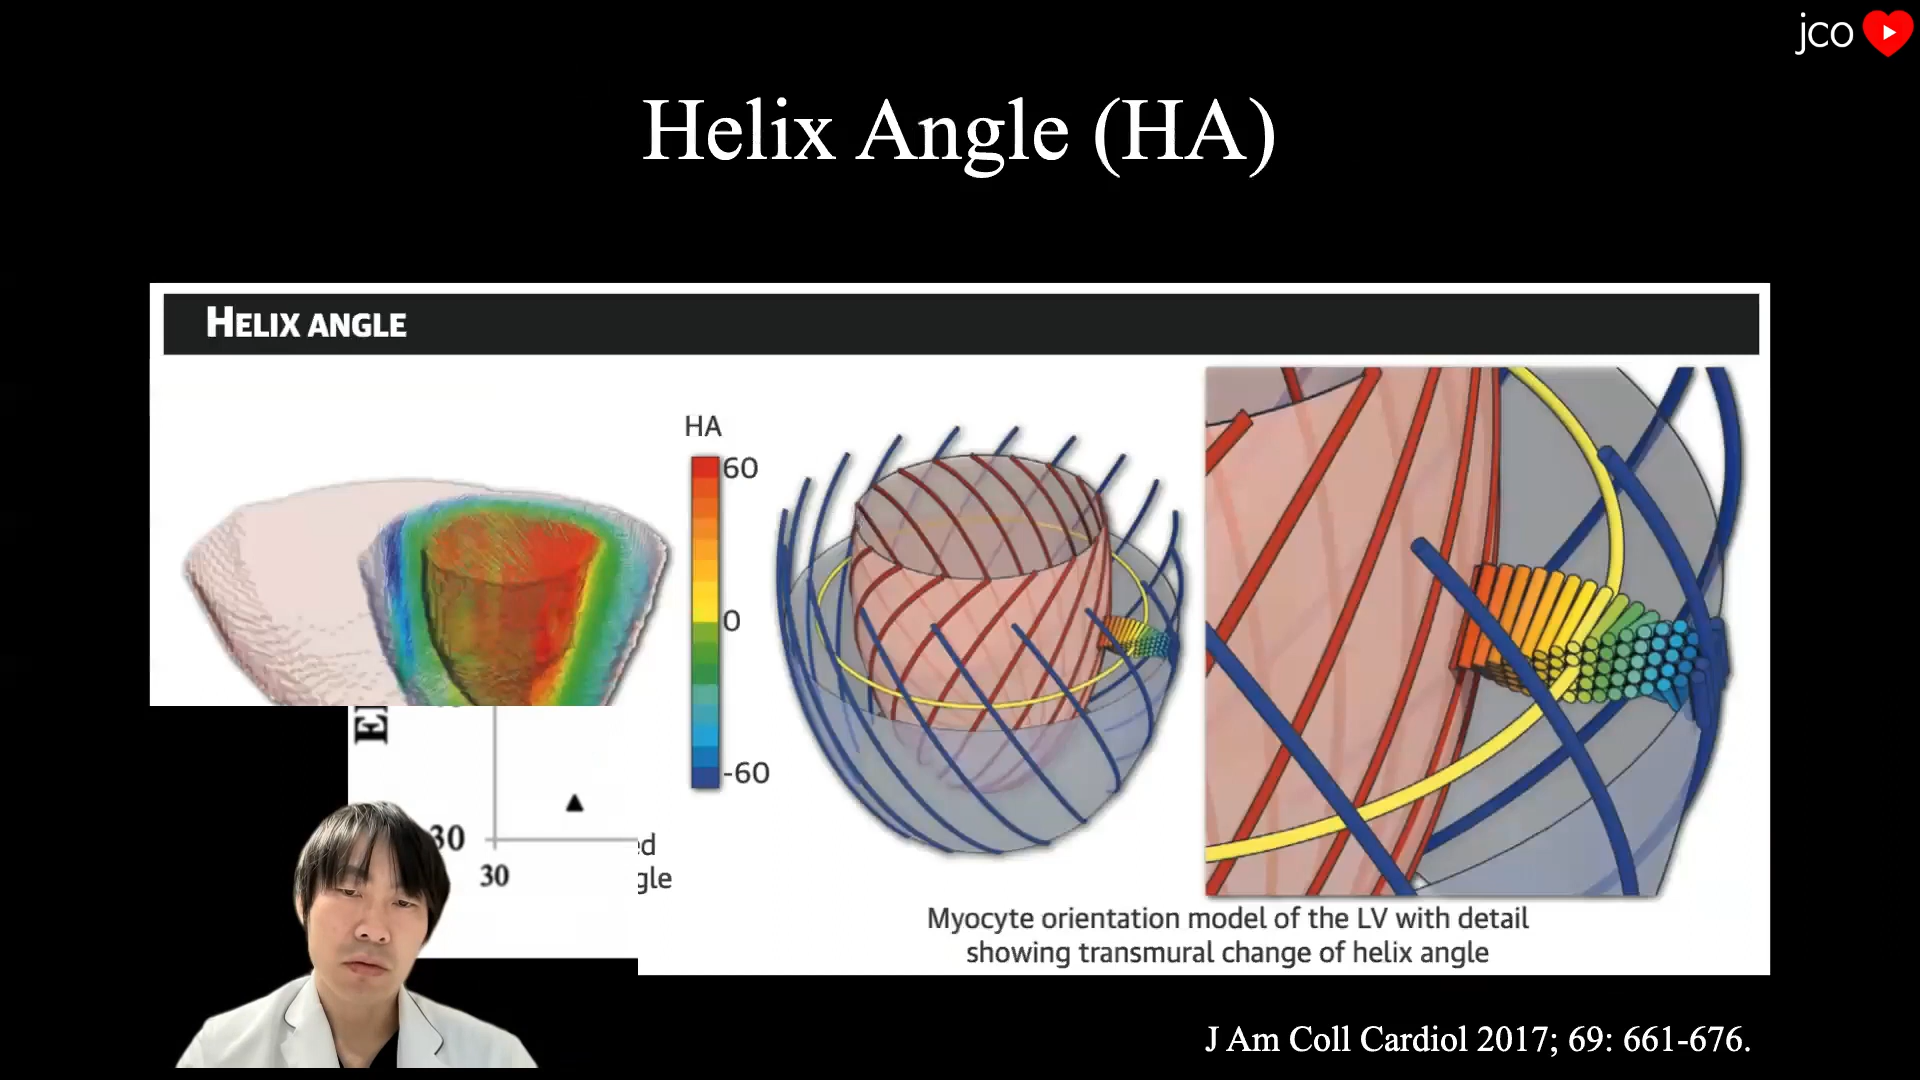 jco
Helix Angle (HA)
HELIX ANGLE
HA
60
0
-60
30
30
gle
Myocyte orientation model of the LV with detail
showing transmural change of helix angle
J Am Coll Cardiol 2017; 69: 661-676.